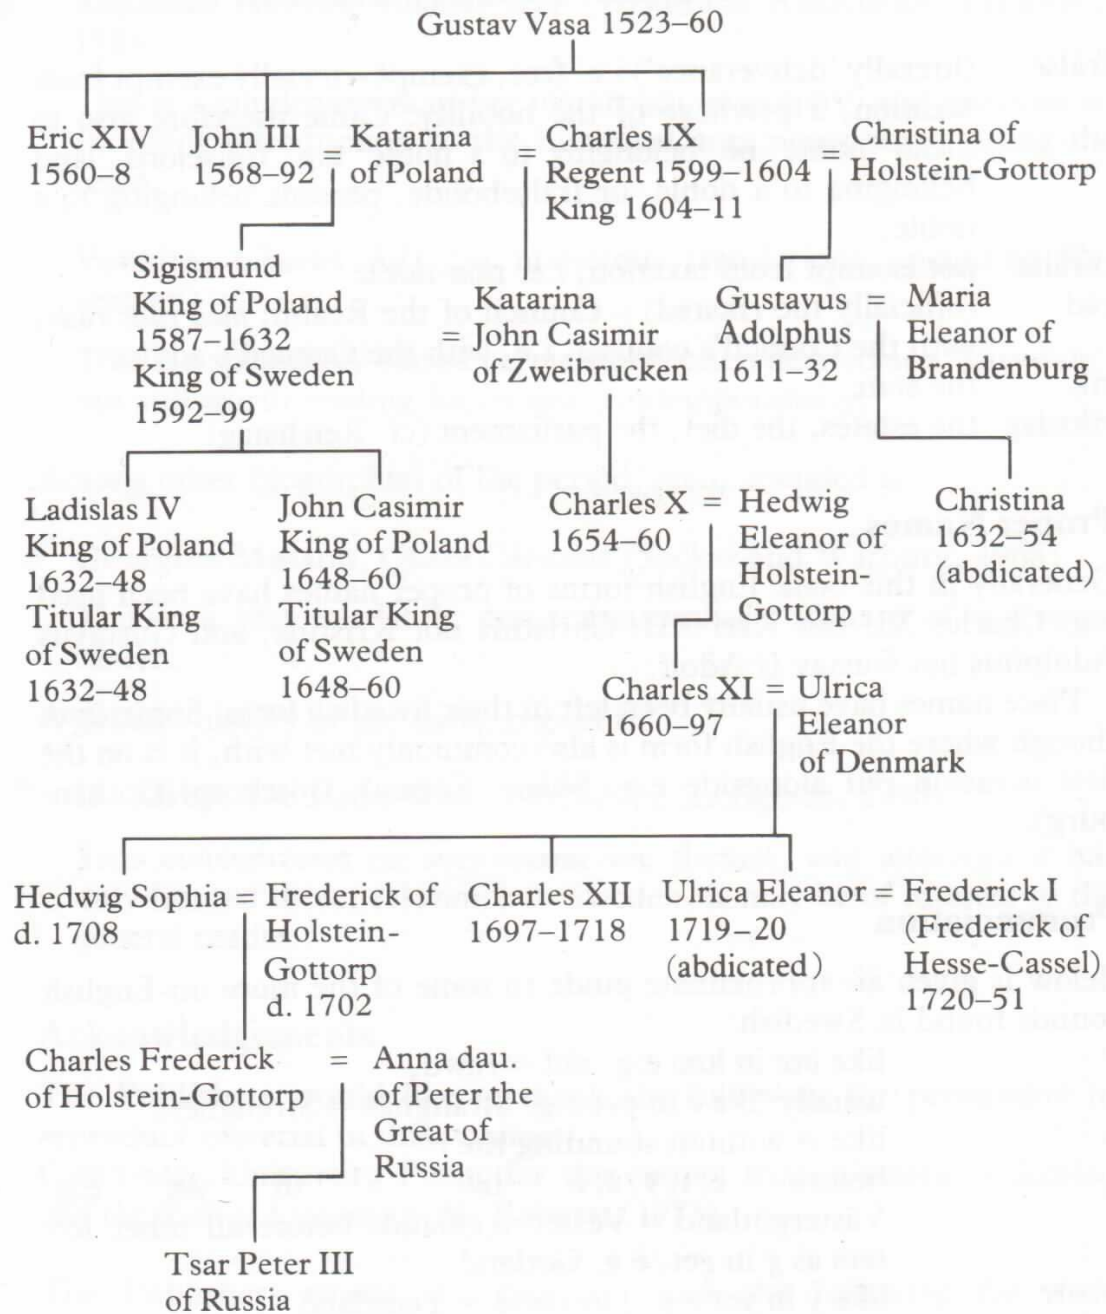 Gustav Vasa 1523–60
Eric XIV
1560–8
John III
1568–92
=
Katarina
of Poland
=
Charles IX
Regent 1599–1604
King 1604–11
=
Christina of
Holstein-Gottorp
Sigismund
King of Poland
1587–1632
King of Sweden
1592–99
Katarina
= John Casimir
of Zweibrucken
Gustavus
Adolphus
1611–32
=
Maria
Eleanor of
Brandenburg
Ladislas IV
King of Poland
1632–48
Titular King
of Sweden
1632–48
John Casimir
King of Poland
1648–60
Titular King
of Sweden
1648–60
Charles X
1654–60
=
Hedwig
Eleanor of
Holstein-
Gottorp
Christina
1632–54
(abdicated)
Charles XI
1660–97
=
Ulrica
Eleanor
of Denmark
Hedwig Sophia
d. 1708
=
Frederick of
Holstein-
Gottorp
d. 1702
Charles XII
1697–1718
Ulrica Eleanor
1719–20
(abdicated)
=
Frederick I
(Frederick of
Hesse-Cassel)
1720–51
Charles Frederick
of Holstein-Gottorp
=
Anna dau.
of Peter the
Great of
Russia
Tsar Peter III
of Russia